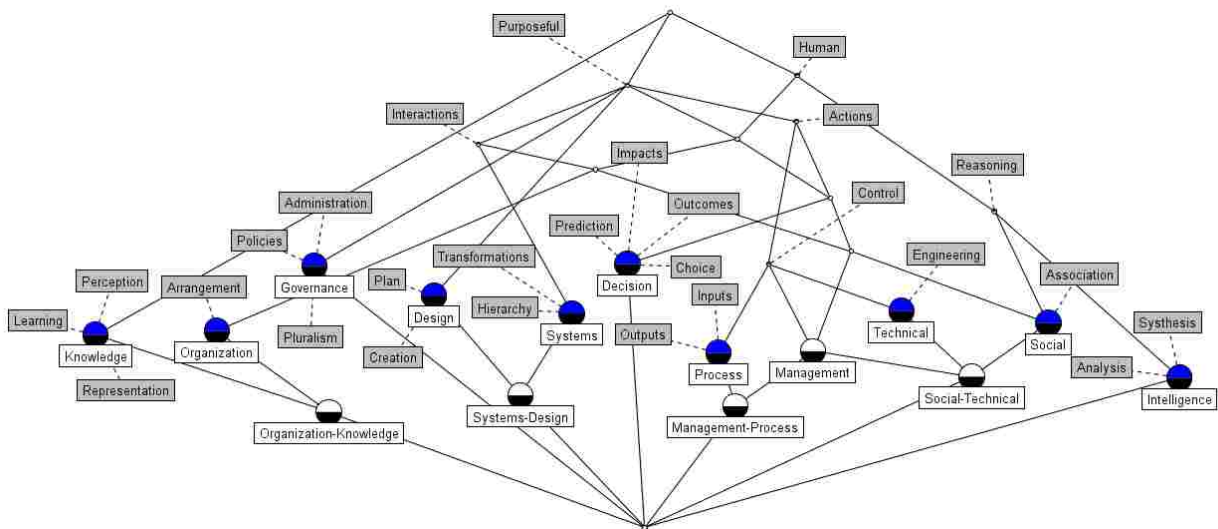 Purposeful
Human
Interactions
Actions
Impacts
Reasoning
Control
Administration
Outcomes
Policies
Prediction
Engineering
Perception
Arrangement
Transformations
Association
Plan
Governance
Decision
Choice
Inputs
Learning
Hierarchy
Design
Systems
Technical
Systhesis
Pluralism
Outputs
Social
Knowledge
Organization
Creation
Process
Management
Analysis
Representation
Social-Technical
Intelligence
Systems-Design
Management-Process
Organization-Knowledge